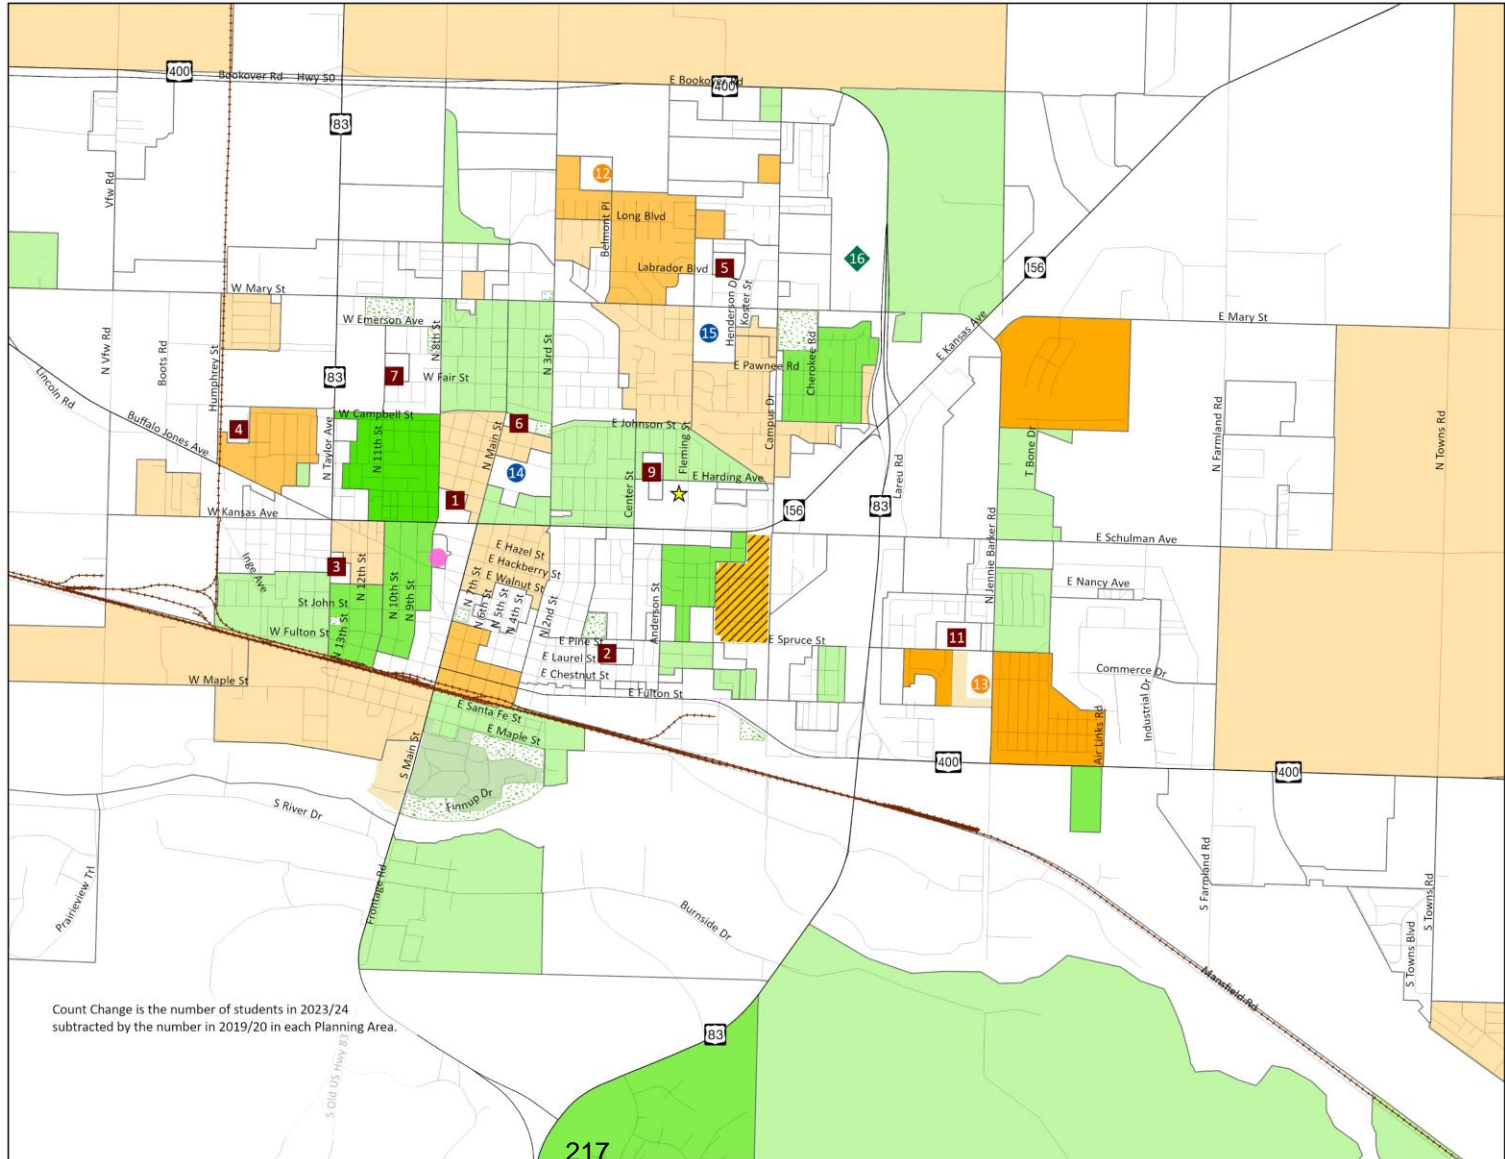 400
Bookover Rd Hwy 50
E Bookover Rd
400
83
Vfw Rd
12
Belmont Pl
Long Blvd
Labrador Blvd
5
Henderson Dr
Koster St
16
156
W Mary St
E Mary St
N Vfw Rd
Boots Rd
Humphrey St
W Emerson Ave
N 8th St
N 3rd St
15
E Kansas Ave
E Pawnee Rd
Cherokee Rd
Lincoln Rd
83
7
W Fair St
Buffalo Jones Ave
4
N Taylor Ave
W Campbell St
N 11th St
N Main St
6
E Johnson St
Fleming St
Campus Dr
T Bone Dr
N Farmland Rd
N Towns Rd
14
Center St
9
E Harding Ave
Lareu Rd
W Kansas Ave
1
156
83
N Jennie Barker Rd
E Schulman Ave
Inge Ave
3
N 12th St
E Hazel St
E Hackberry St
E Walnut St
E Nancy Ave
St John St
N 10th St
N 9th St
N 7th St
N 6th St
N 5th St
N 4th St
N 2nd St
Anderson St
W Fulton St
N 13th St
E Pine St
E Spruce St
2
11
E Laurel St
E Chestnut St
W Maple St
E Fulton St
13
Commerce Dr
Industrial Dr
Air Links Rd
E Santa Fe St
E Maple St
S Main St
400
400
Finnup Dr
S River Dr
Prairieview Trl
Frontage Rd
Burnside Dr
S Farmland Rd
S Towns Blvd
S Towns Rd
Mansfield Rd
Count Change is the number of students in 2023/24
subtracted by the number in 2019/20 in each Planning Area.
S Old US Hwy 83
83
217